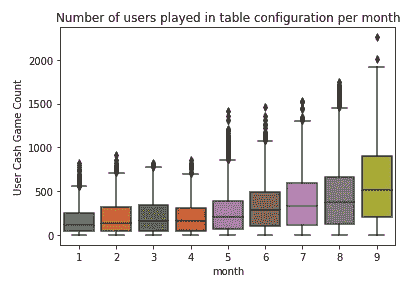 Number of users played in table configuration per month
User Cash Game Count
2000
1500
1000
500
0
1 2 3 4 5 6 7 8 9
month